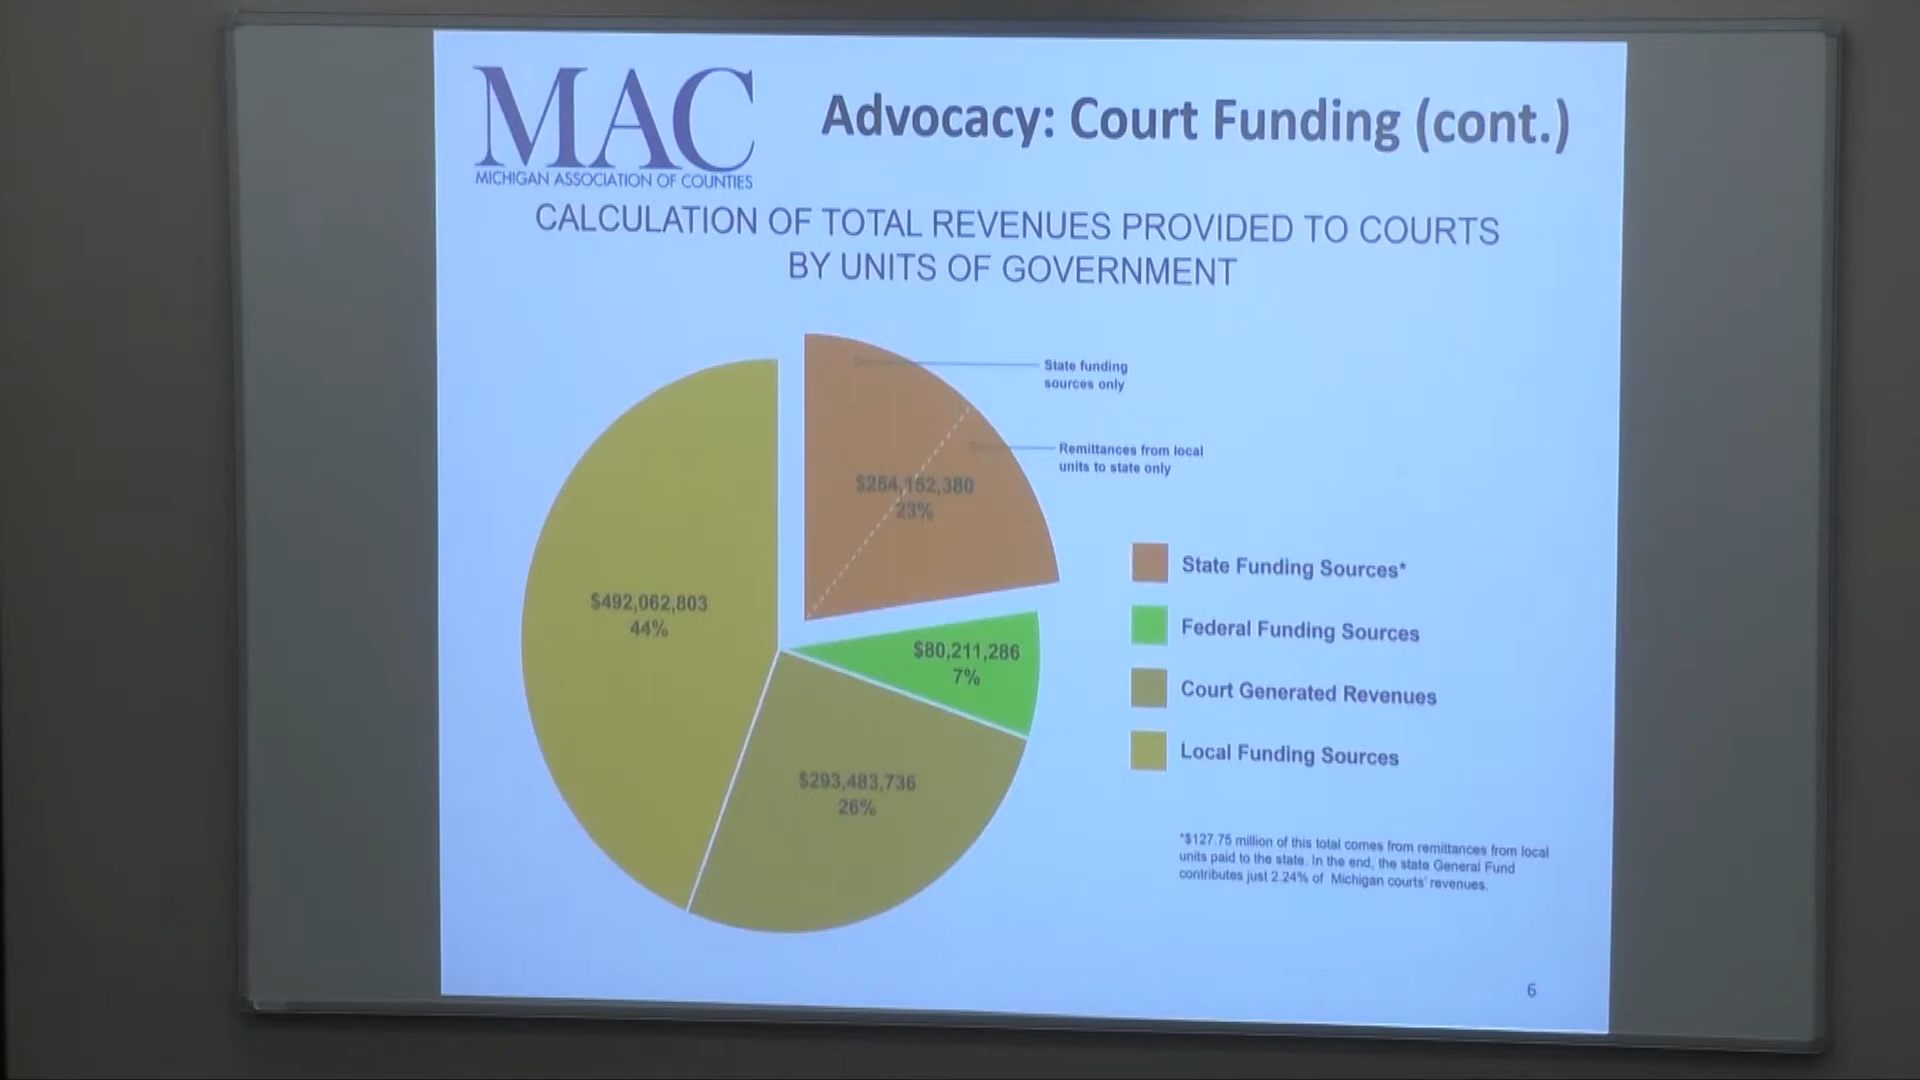 MAC
MICHIGAN ASSOCIATION OF COUNTIES
Advocacy: Court Funding (cont.)
CALCULATION OF TOTAL REVENUES PROVIDED TO COURTS
BY UNITS OF GOVERNMENT
State funding
sources only
Remittances from local
units to state only
$254,152,380
23%
$492,062,803
44%
$80,211,286
7%
$293,483,736
26%
State Funding Sources*
Federal Funding Sources
Court Generated Revenues
Local Funding Sources
*$127.75 million of this total comes from remittances from local
units paid to the state. In the end, the state General Fund
contributes just 2.24% of Michigan courts' revenues.
6